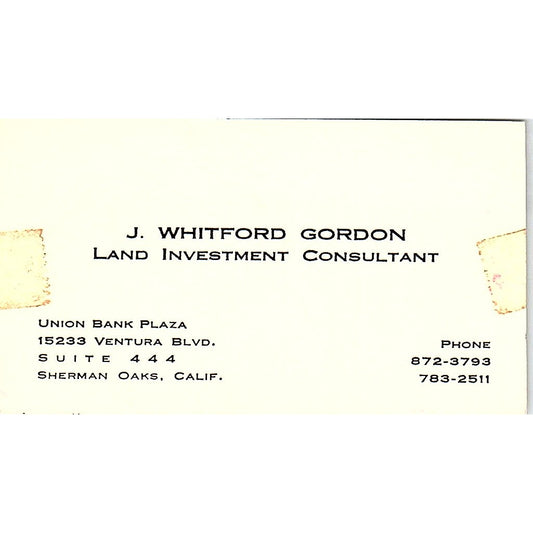 J. WHITFORD GORDON
LAND INVESTMENT CONSULTANT
UNION BANK PLAZA
15233 VENTURA BLVD.
SUITE 444
SHERMAN OAKS, CALIF.
PHONE
872-3793
783-2511